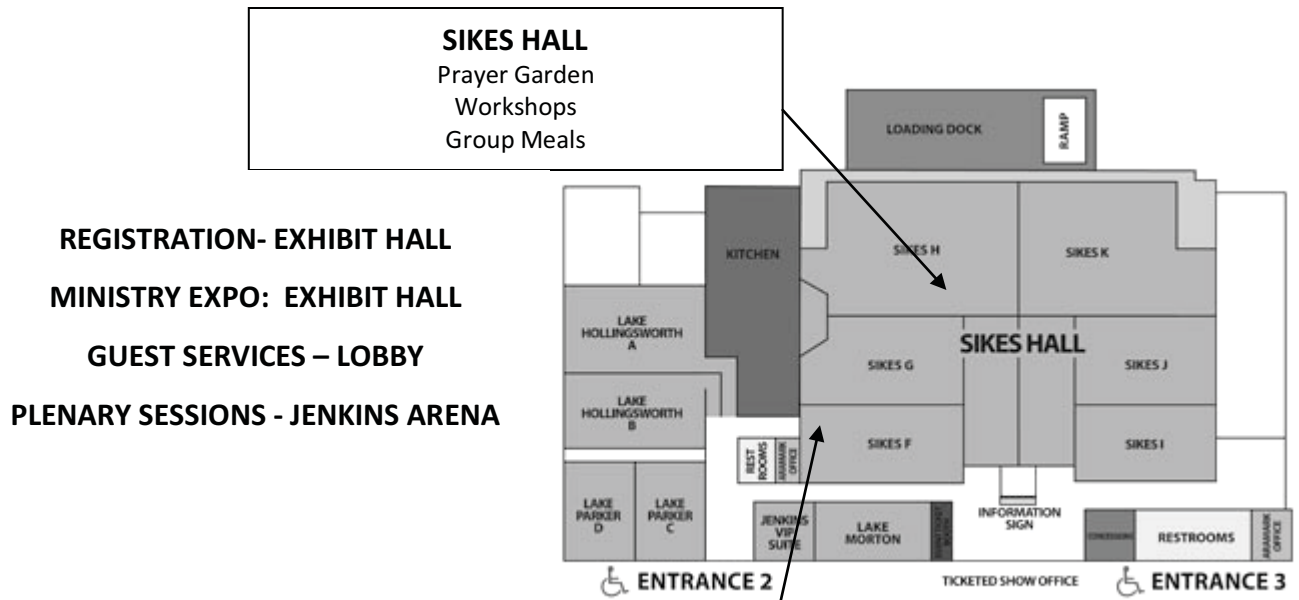 SIKES HALL
Prayer Garden
Workshops
Group Meals
REGISTRATION- EXHIBIT HALL
MINISTRY EXPO:  EXHIBIT HALL
GUEST SERVICES – LOBBY
PLENARY SESSIONS - JENKINS ARENA
LOADING DOCK
RAMP
KITCHEN
SIKES H
SIKES K
LAKE
HOLLINGSWORTH
A
SIKES HALL
SIKES G
SIKES J
LAKE
HOLLINGSWORTH
B
SIKES F
SIKES I
REST
ROOMS
ARAMARK
OFFICE
LAKE
PARKER
D
LAKE
PARKER
C
JENKINS
VIP
SUITE
LAKE
MORTON
INFORMATION
SIGN
RESTROOMS
ARAMARK
OFFICE
ENTRANCE 2
TICKETED SHOW OFFICE
ENTRANCE 3